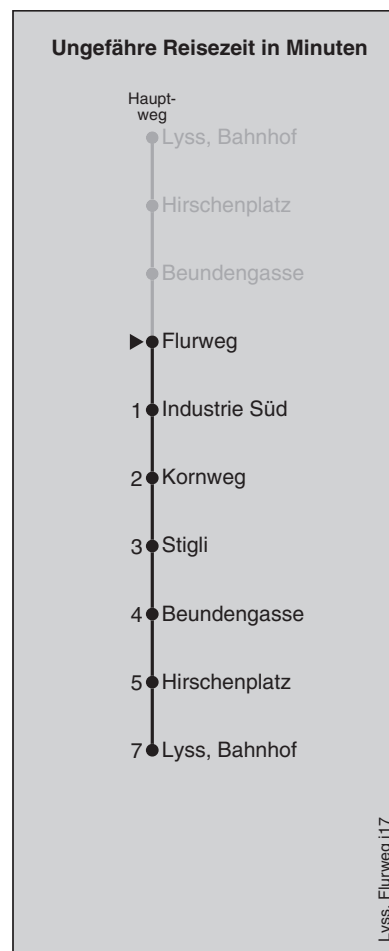 Ungefähre Reisezeit in Minuten
Haupt-
weg
Lyss, Bahnhof
Hirschenplatz
Beundengasse
Flurweg
1 Industrie Süd
2 Kornweg
3 Stigli
4 Beundengasse
5 Hirschenplatz
7 Lyss, Bahnhof
Lyss, Flurweg j17